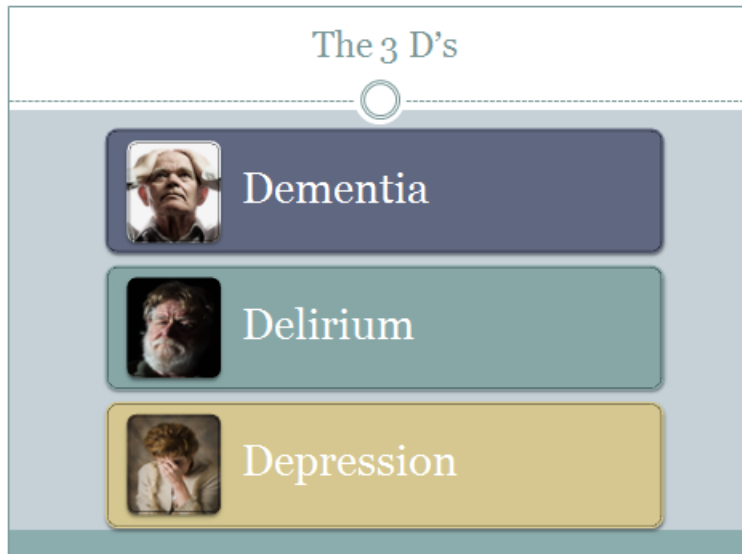 The 3 D’s
Dementia
Delirium
Depression